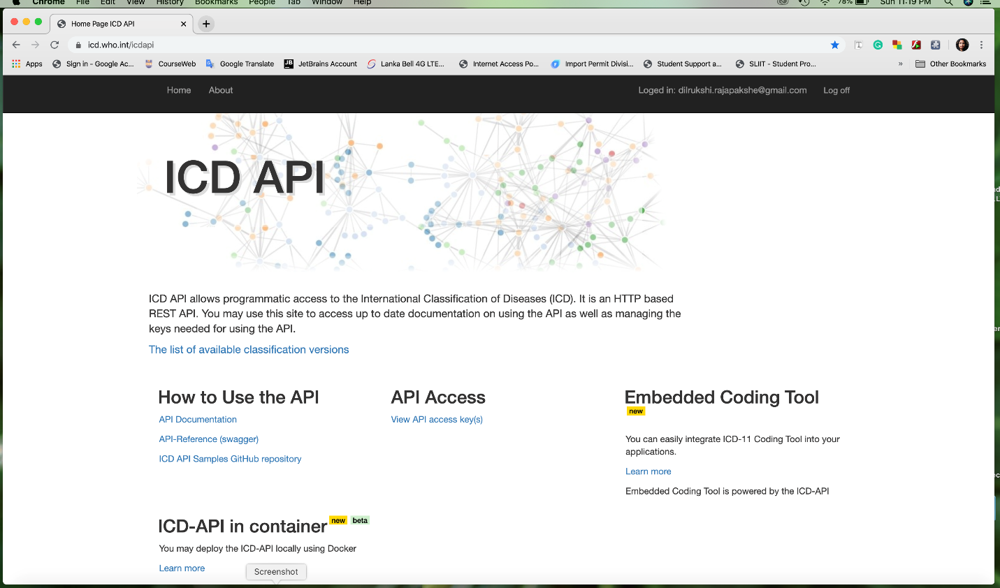 Chrome File Edit View History Bookmarks People Tab Window Help 78% Sun 11:19 PM
Home Page ICD API
icd.who.int/icdapi
Apps Sign in - Google Ac... CourseWeb Google Translate JetBrains Account Lanka Bell 4G LTE... Internet Access Po... Import Permit Divisi... Student Support a... SLIIT - Student Pro... » Other Bookmarks
Home About Loged in: dilrukshi.rajapakshe@gmail.com Log off
ICD API
ICD API allows programmatic access to the International Classification of Diseases (ICD). It is an HTTP based
REST API. You may use this site to access up to date documentation on using the API as well as managing the
keys needed for using the API.
The list of available classification versions
How to Use the API
API Documentation
API-Reference (swagger)
ICD API Samples GitHub repository
API Access
View API access key(s)
Embedded Coding Tool
new
You can easily integrate ICD-11 Coding Tool into your
applications.
Learn more
Embedded Coding Tool is powered by the ICD-API
ICD-API in container new beta
You may deploy the ICD-API locally using Docker
Learn more
Screenshot